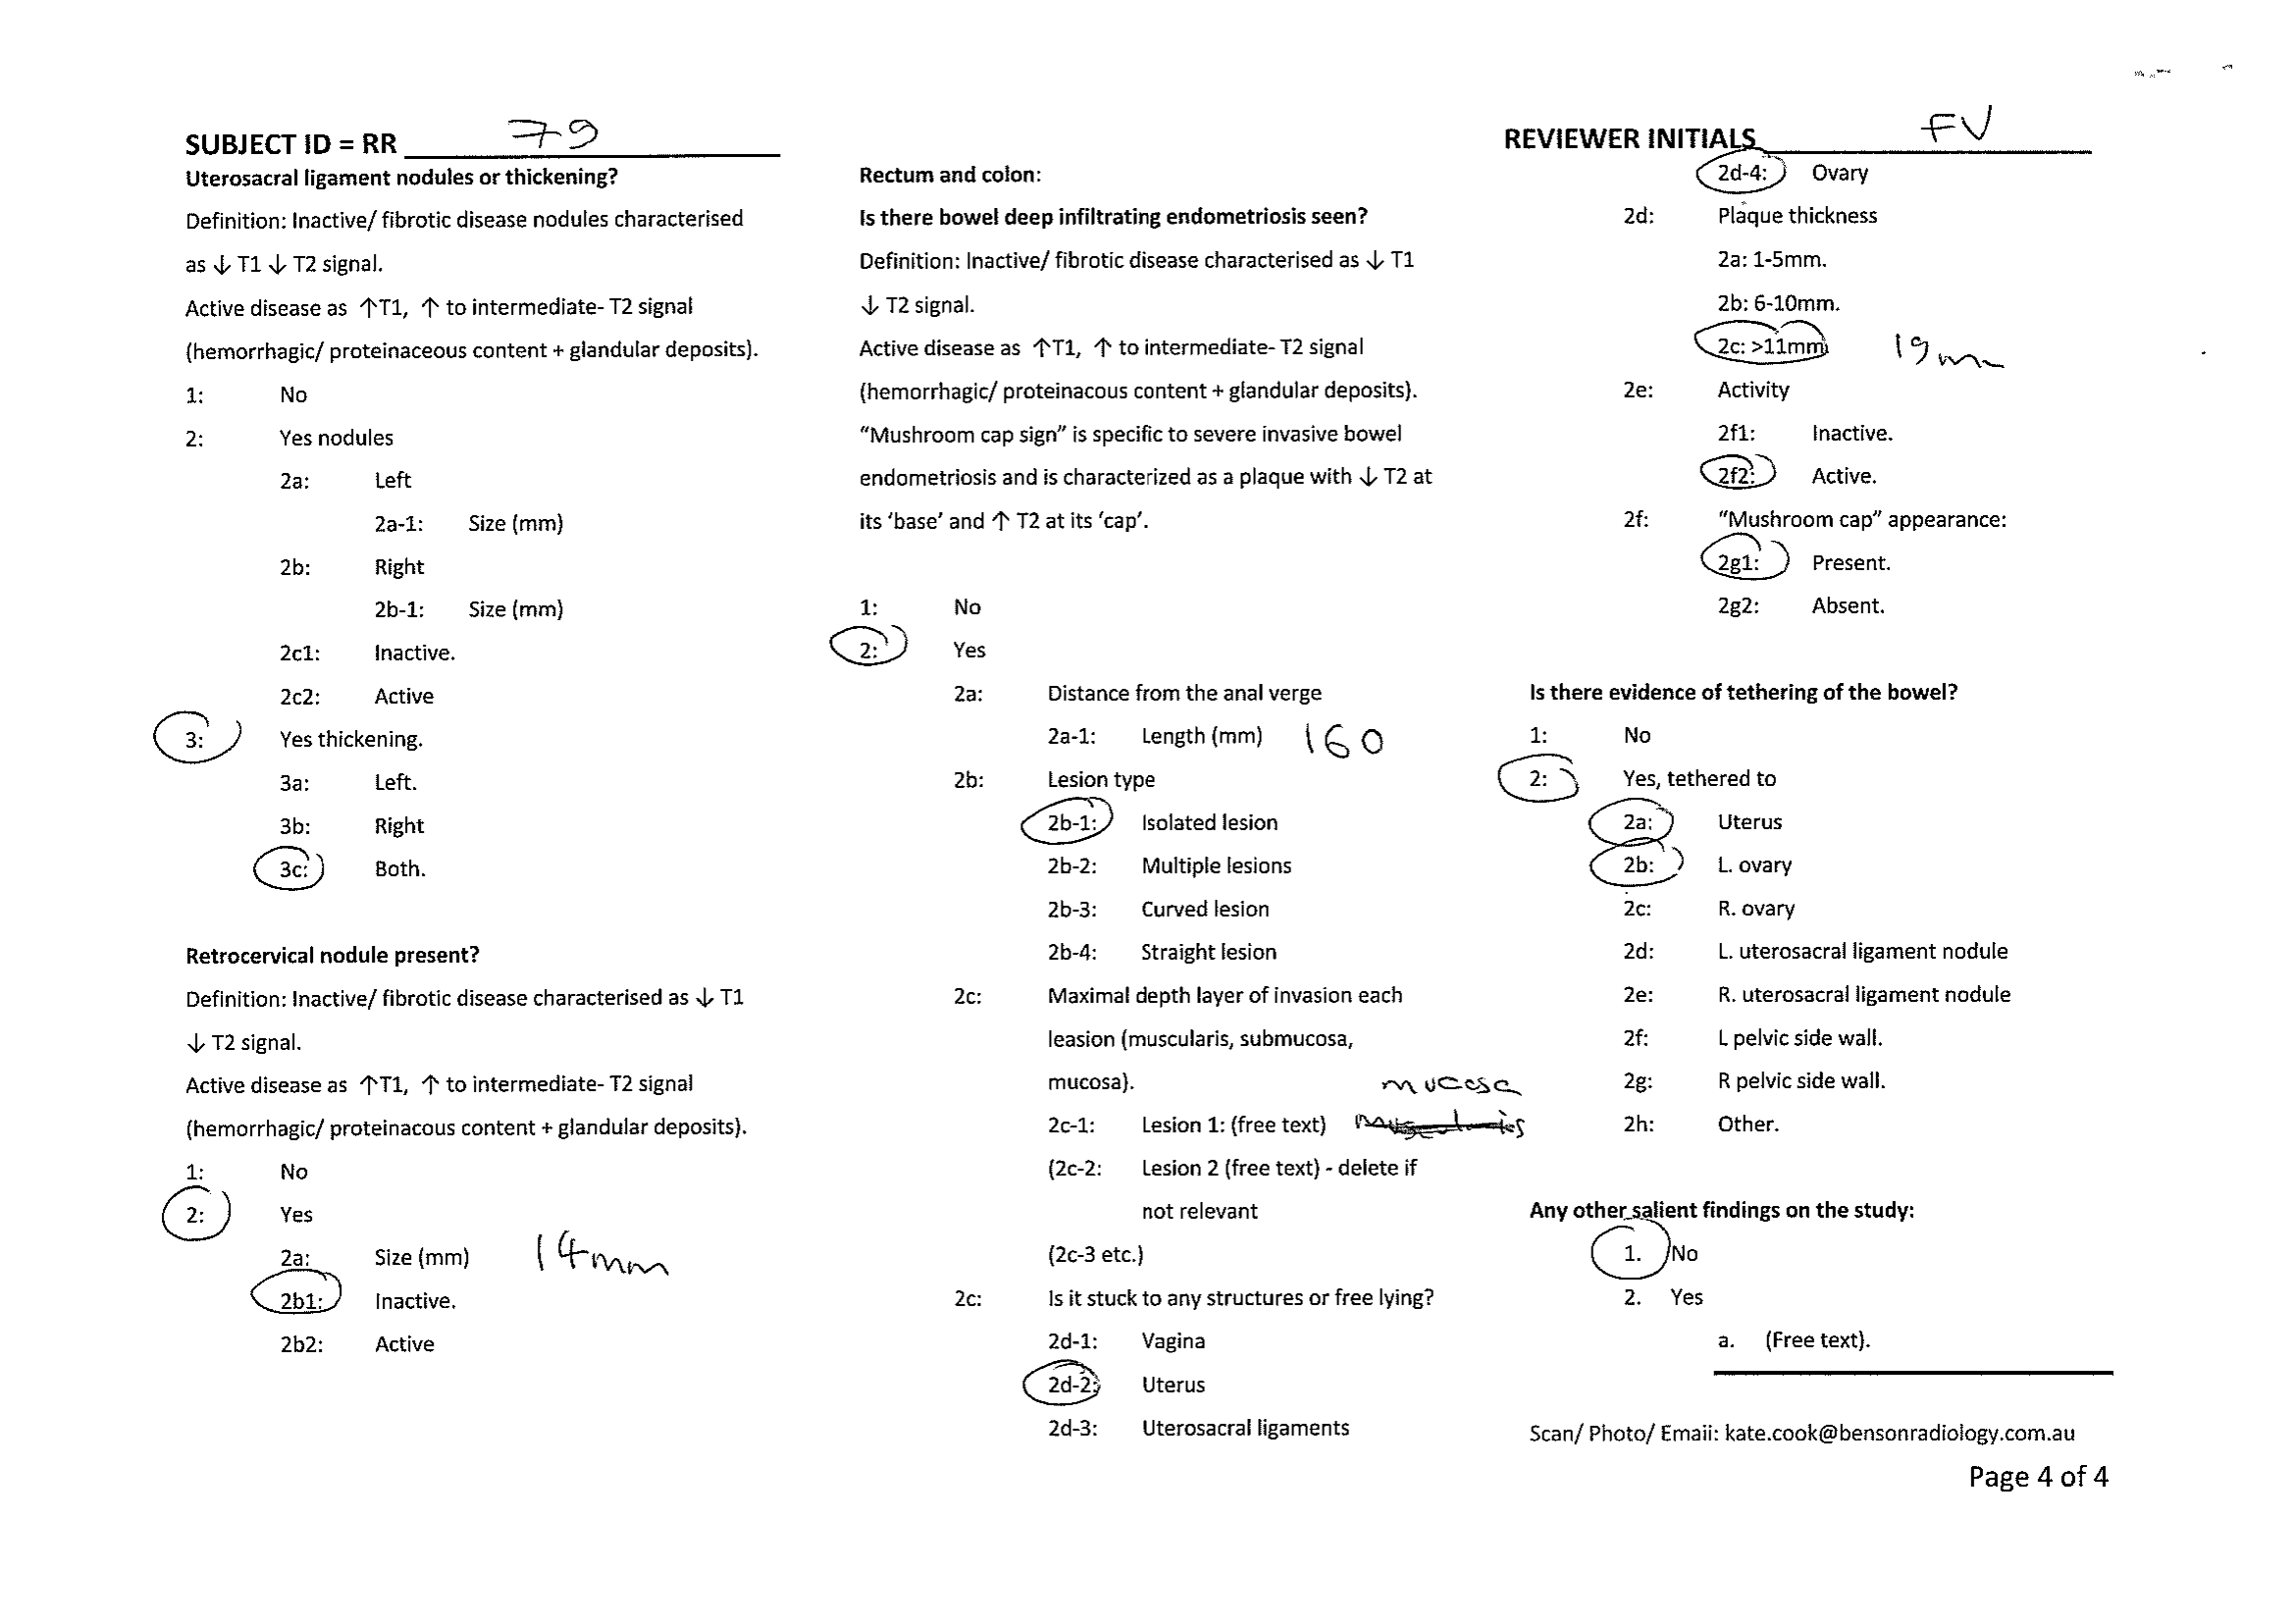 SUBJECT ID = RR 79
Uterosacral ligament nodules or thickening?
Definition: Inactive/ fibrotic disease nodules characterised
as ↓ T1 ↓ T2 signal.
Active disease as ↑T1, ↑ to intermediate- T2 signal
(hemorrhagic/ proteinaceous content + glandular deposits).
1: No
2: Yes nodules
2a: Left
2a-1: Size (mm)
2b: Right
2b-1: Size (mm)
2c1: Inactive.
2c2: Active
3: Yes thickening.
3a: Left.
3b: Right
3c: Both.
Retrocervical nodule present?
Definition: Inactive/ fibrotic disease characterised as ↓ T1
↓ T2 signal.
Active disease as ↑T1, ↑ to intermediate- T2 signal
(hemorrhagic/ proteinacous content + glandular deposits).
1: No
2: Yes
2a: Size (mm) 14mm
2b1: Inactive.
2b2: Active
Rectum and colon:
Is there bowel deep infiltrating endometriosis seen?
Definition: Inactive/ fibrotic disease characterised as ↓ T1
↓ T2 signal.
Active disease as ↑T1, ↑ to intermediate- T2 signal
(hemorrhagic/ proteinacous content + glandular deposits).
“Mushroom cap sign” is specific to severe invasive bowel
endometriosis and is characterized as a plaque with ↓ T2 at
its ‘base’ and ↑ T2 at its ‘cap’.
1: No
2: Yes
2a: Distance from the anal verge
2a-1: Length (mm) 160
2b: Lesion type
2b-1: Isolated lesion
2b-2: Multiple lesions
2b-3: Curved lesion
2b-4: Straight lesion
2c: Maximal depth layer of invasion each
leasion (muscularis, submucosa,
mucosa). mucosa
2c-1: Lesion 1: (free text)
(2c-2: Lesion 2 (free text) - delete if
not relevant
(2c-3 etc.)
2c: Is it stuck to any structures or free lying?
2d-1: Vagina
2d-2: Uterus
2d-3: Uterosacral ligaments
REVIEWER INITIALS FV
2d-4: Ovary
2d: Plaque thickness
2a: 1-5mm.
2b: 6-10mm.
2c: >11mm 19mm
2e: Activity
2f1: Inactive.
2f2: Active.
2f: “Mushroom cap” appearance:
2g1: Present.
2g2: Absent.
Is there evidence of tethering of the bowel?
1: No
2: Yes, tethered to
2a: Uterus
2b: L. ovary
2c: R. ovary
2d: L. uterosacral ligament nodule
2e: R. uterosacral ligament nodule
2f: L pelvic side wall.
2g: R pelvic side wall.
2h: Other.
Any other salient findings on the study:
1. No
2. Yes
a. (Free text).
Scan/ Photo/ Email: kate.cook@bensonradiology.com.au
Page 4 of 4